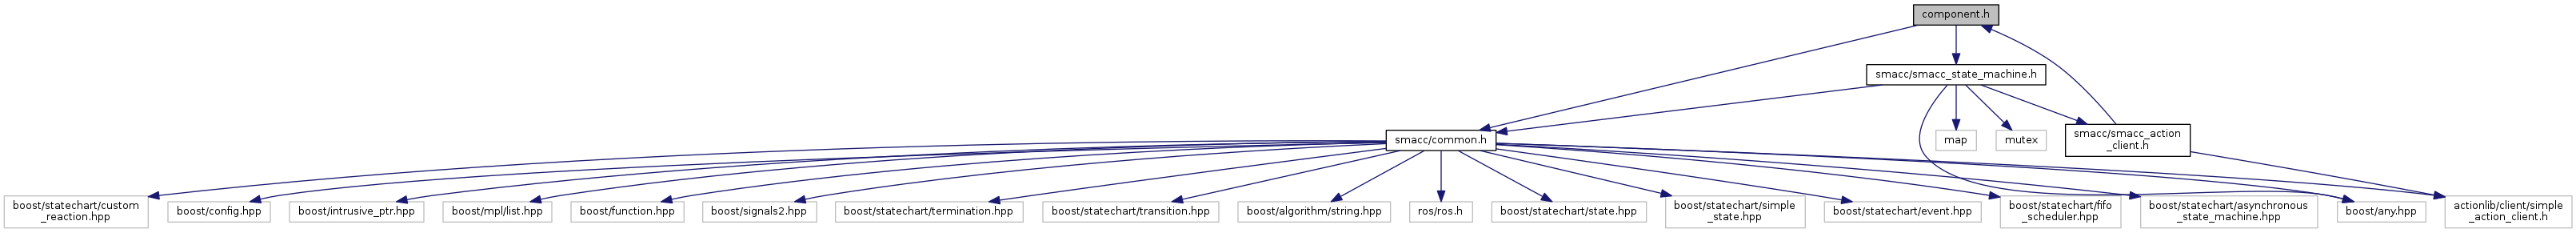 component.h
smacc/smacc_state_machine.h
smacc/common.h
map
mutex
smacc/smacc_action
_client.h
boost/statechart/custom
_reaction.hpp
boost/config.hpp
boost/intrusive_ptr.hpp
boost/mpl/list.hpp
boost/function.hpp
boost/signals2.hpp
boost/statechart/termination.hpp
boost/statechart/transition.hpp
boost/algorithm/string.hpp
ros/ros.h
boost/statechart/state.hpp
boost/statechart/simple
_state.hpp
boost/statechart/event.hpp
boost/statechart/fifo
_scheduler.hpp
boost/statechart/asynchronous
_state_machine.hpp
boost/any.hpp
actionlib/client/simple
_action_client.h